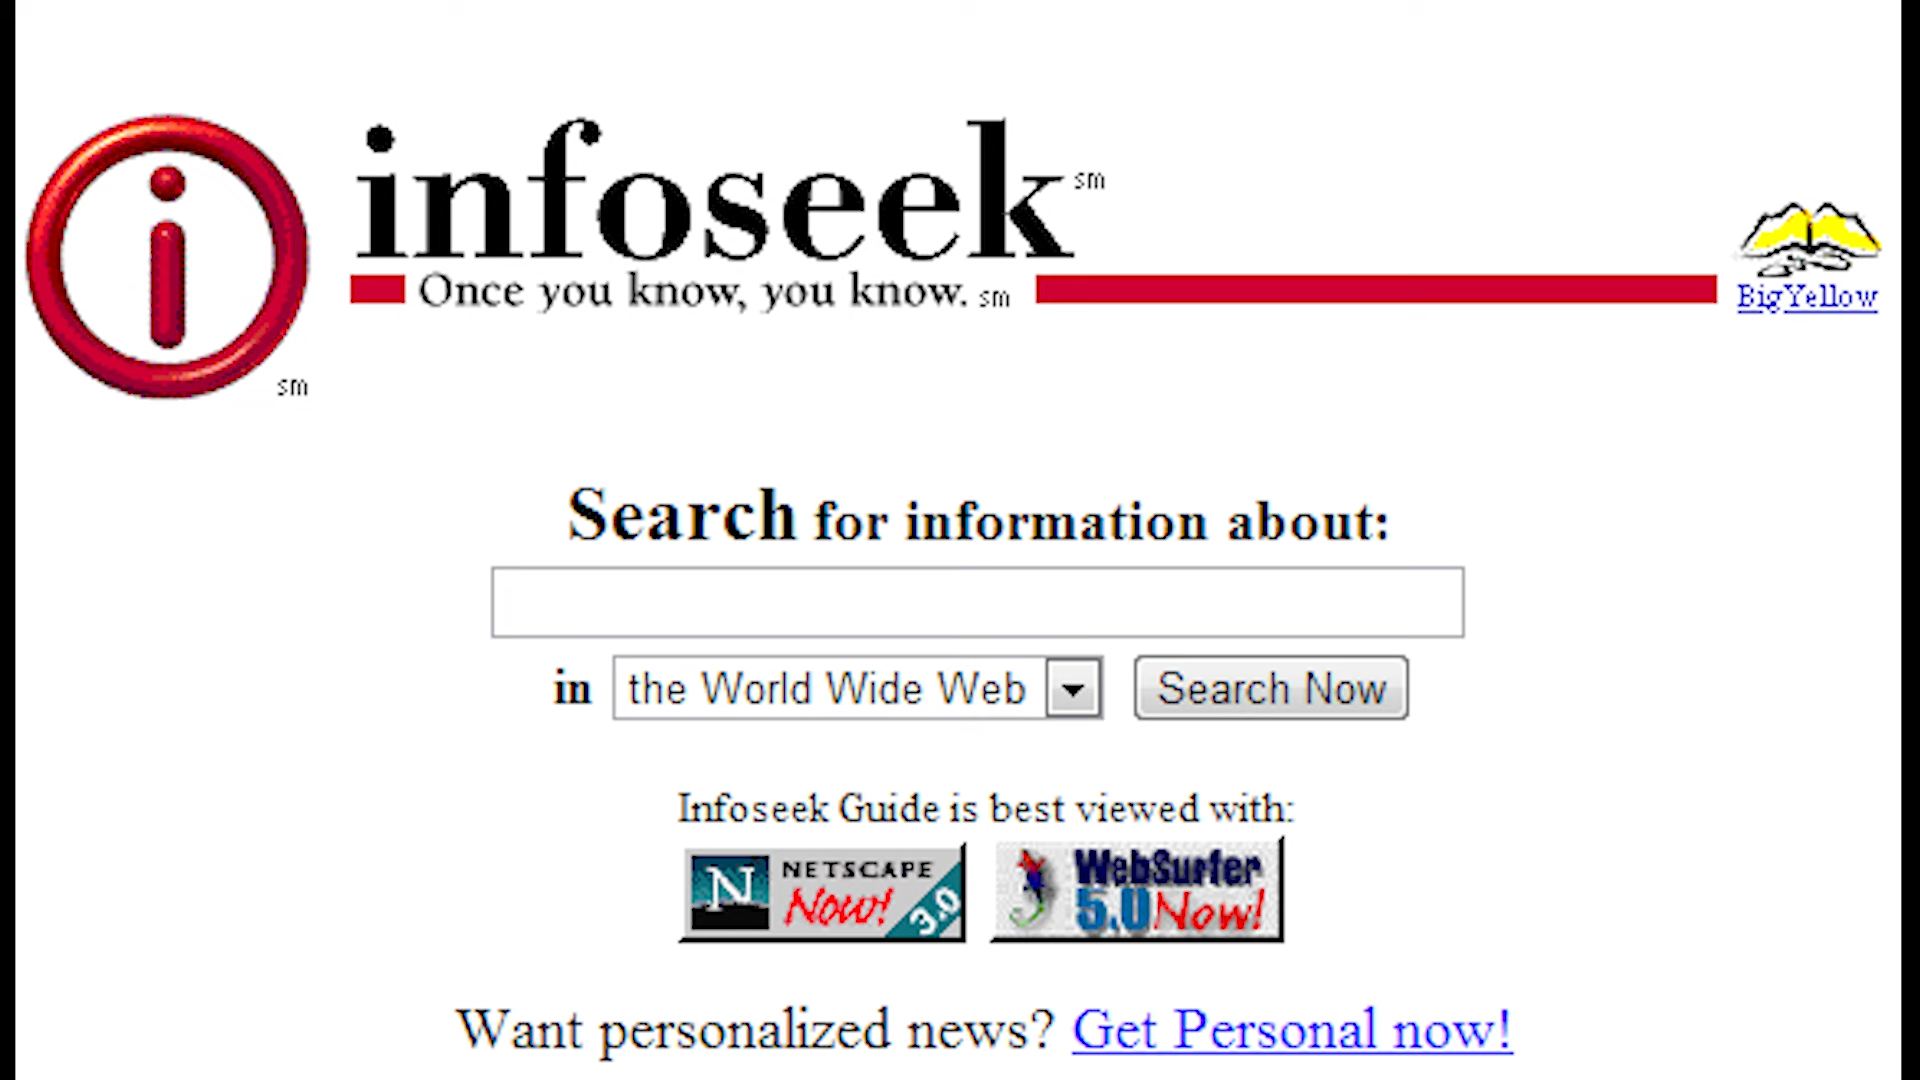 infoseek sm
Once you know, you know. sm
BigYellow
i sm
Search for information about:
in the World Wide Web Search Now
Infoseek Guide is best viewed with:
N NETSCAPE Now! 3.0
WebSurfer 5.0 Now!
Want personalized news? Get Personal now!